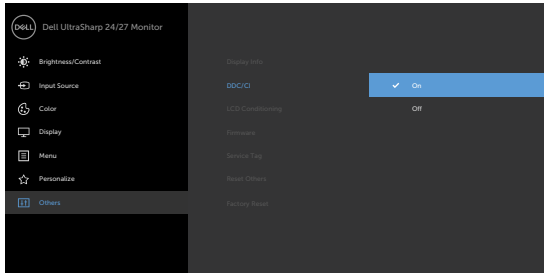 DELL
Dell UltraSharp 24/27 Monitor
Brightness/Contrast
Display Info
Input Source
DDC/CI
On
Color
LCD Conditioning
Off
Display
Firmware
Menu
Service Tag
Personalize
Reset Others
Others
Factory Reset